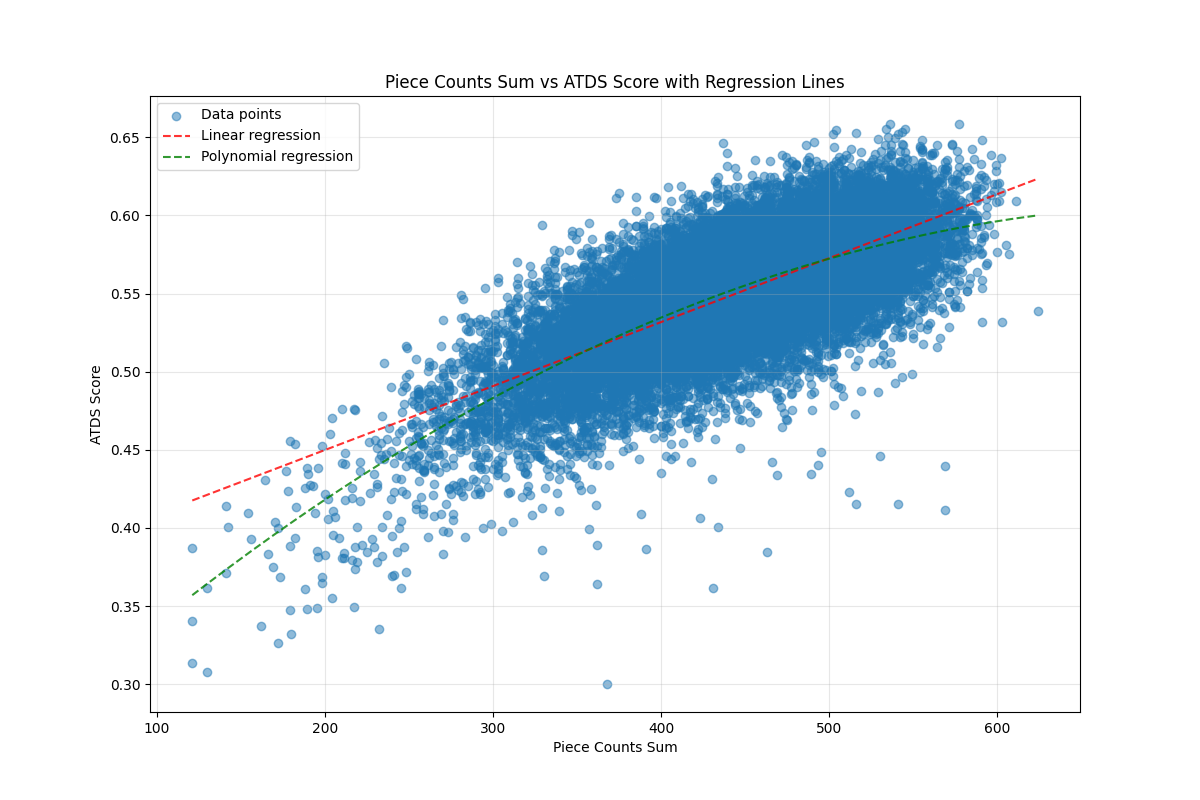 Piece Counts Sum vs ATDS Score with Regression Lines
Data points
Linear regression
Polynomial regression
ATDS Score
0.65
0.60
0.55
0.50
0.45
0.40
0.35
0.30
100 200 300 400 500 600
Piece Counts Sum